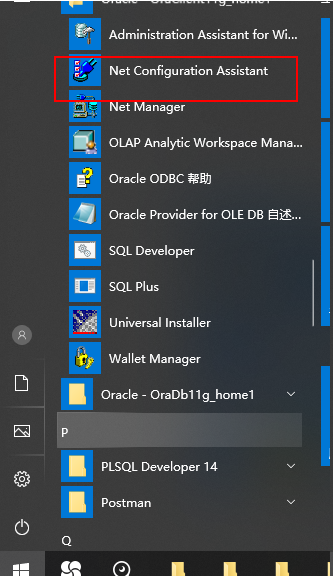 Oracle - OraClient11g_home1
Administration Assistant for Wi...
Net Configuration Assistant
Net Manager
OLAP Analytic Workspace Mana...
Oracle ODBC 帮助
Oracle Provider for OLE DB 自述...
SQL Developer
SQL Plus
Universal Installer
Wallet Manager
Oracle - OraDb11g_home1
P
PLSQL Developer 14
Postman
Q